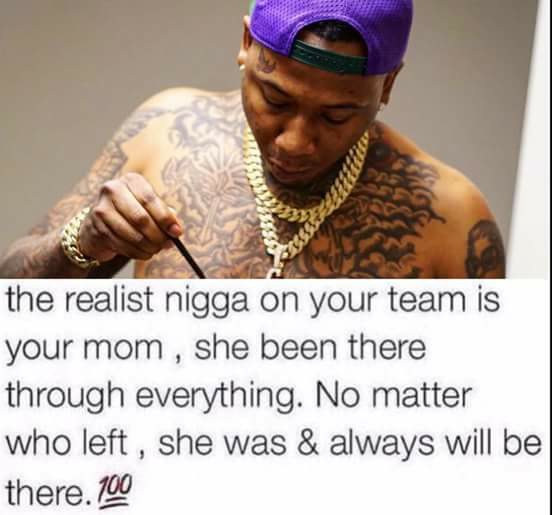 the realist nigga on your team is
your mom , she been there
through everything. No matter
who left , she was & always will be
there.💯